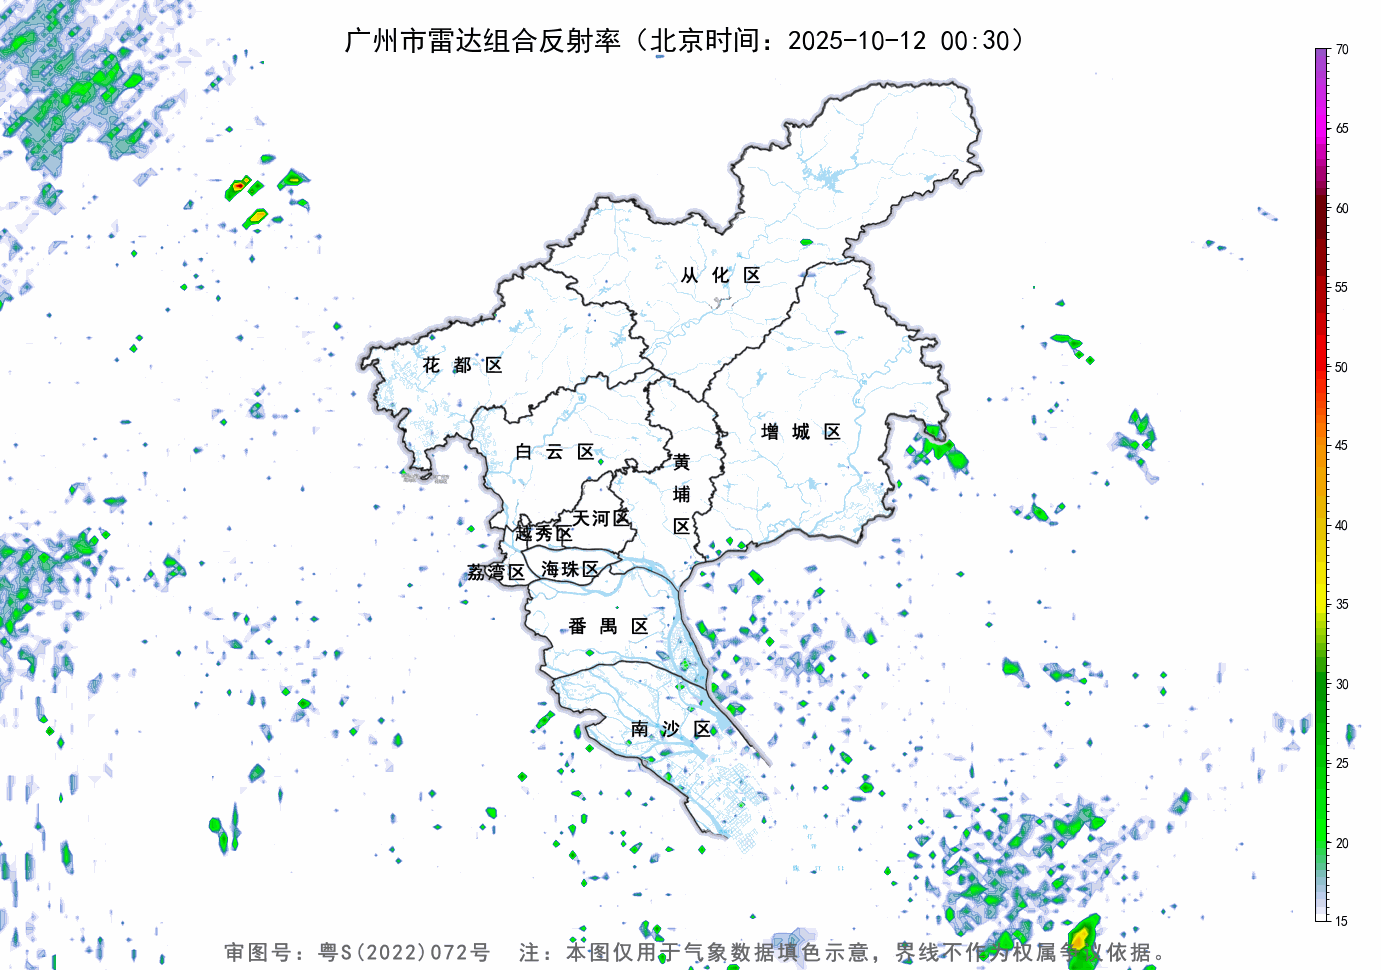 广州市雷达组合反射率（北京时间：2025-10-12 00:30）
70
65
60
55
50
45
40
35
30
25
20
15
从化区
花都区
增城区
白云区
黄埔区
天河区
越秀区
海珠区
荔湾区
番禺区
南沙区
审图号：粤S(2022)072号 注：本图仅用于气象数据填色示意，界线不作为权属争议依据。